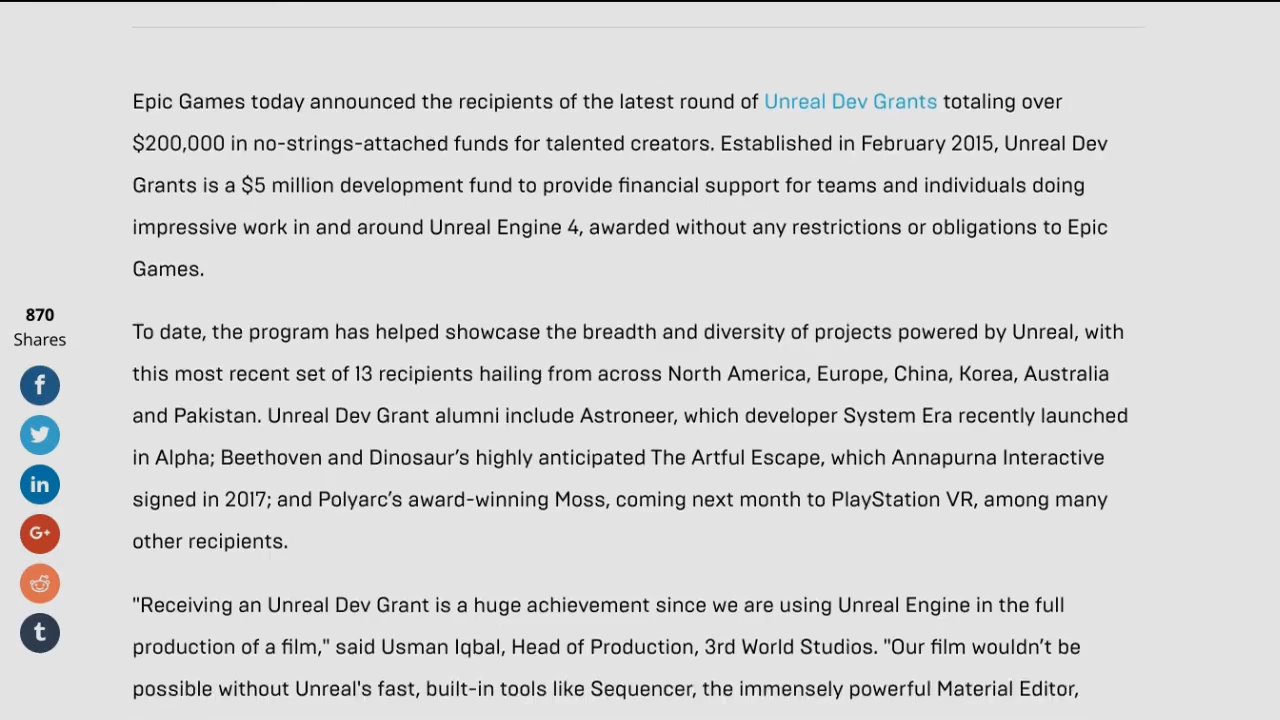 Epic Games today announced the recipients of the latest round of Unreal Dev Grants totaling over
$200,000 in no-strings-attached funds for talented creators. Established in February 2015, Unreal Dev
Grants is a $5 million development fund to provide financial support for teams and individuals doing
impressive work in and around Unreal Engine 4, awarded without any restrictions or obligations to Epic
Games.
870
Shares
To date, the program has helped showcase the breadth and diversity of projects powered by Unreal, with
this most recent set of 13 recipients hailing from across North America, Europe, China, Korea, Australia
and Pakistan. Unreal Dev Grant alumni include Astroneer, which developer System Era recently launched
in Alpha; Beethoven and Dinosaur’s highly anticipated The Artful Escape, which Annapurna Interactive
signed in 2017; and Polyarc’s award-winning Moss, coming next month to PlayStation VR, among many
other recipients.
f
in
G+
t
"Receiving an Unreal Dev Grant is a huge achievement since we are using Unreal Engine in the full
production of a film," said Usman Iqbal, Head of Production, 3rd World Studios. "Our film wouldn’t be
possible without Unreal's fast, built-in tools like Sequencer, the immensely powerful Material Editor,